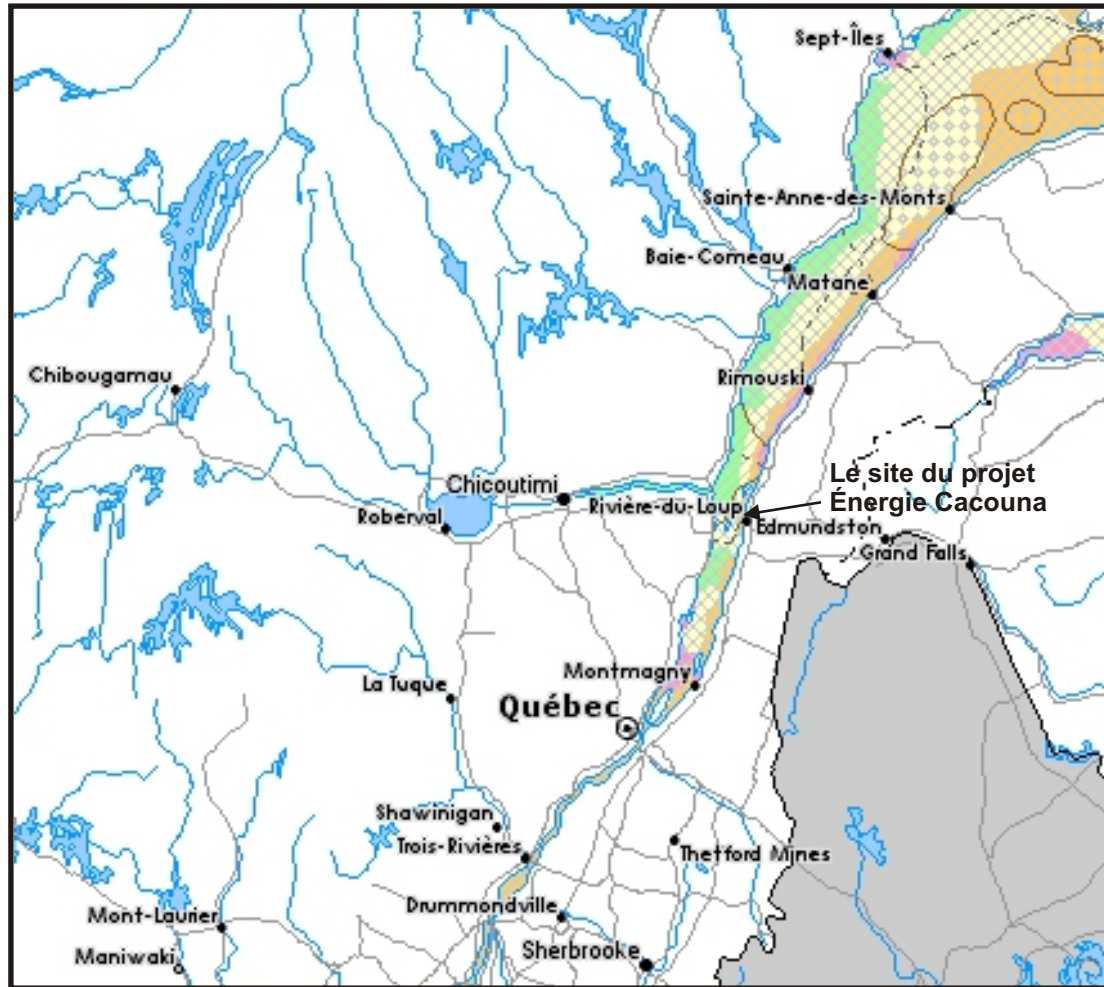 Sept-Îles
Sainte-Anne-des-Monts
Baie-Comeau
Matane
Chibougamau
Rimouski
Le site du projet
Énergie Cacouna
Chicoutimi
Rivière-du-Loup
Roberval
Edmundston
Grand Falls
Montmagny
La Tuque
Québec
Shawinigan
Trois-Rivières
Thetford Mines
Drummondville
Mont-Laurier
Sherbrooke
Maniwaki